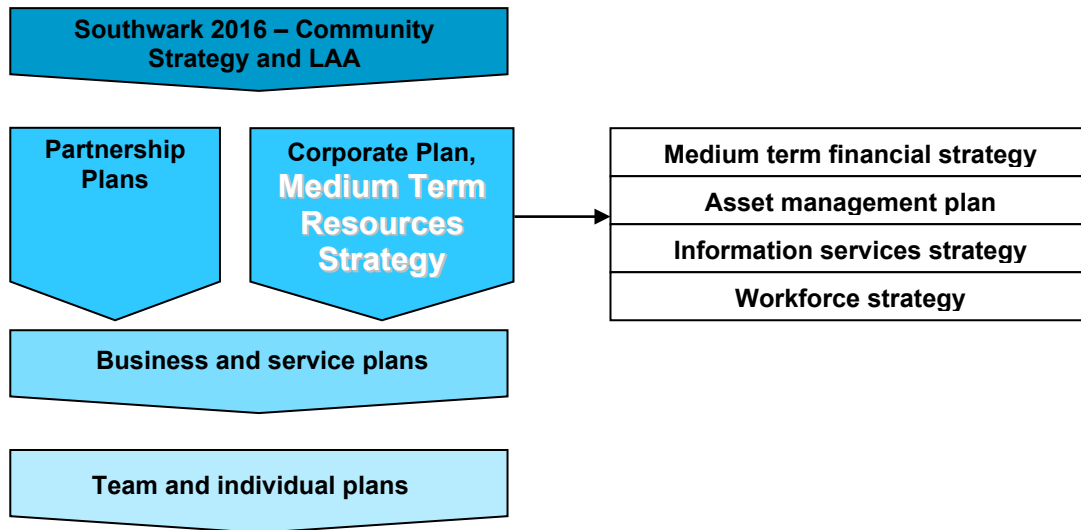 Southwark 2016 – Community
Strategy and LAA
Partnership
Plans
Corporate Plan,
Medium Term
Resources
Strategy
Medium term financial strategy
Asset management plan
Information services strategy
Workforce strategy
Business and service plans
Team and individual plans